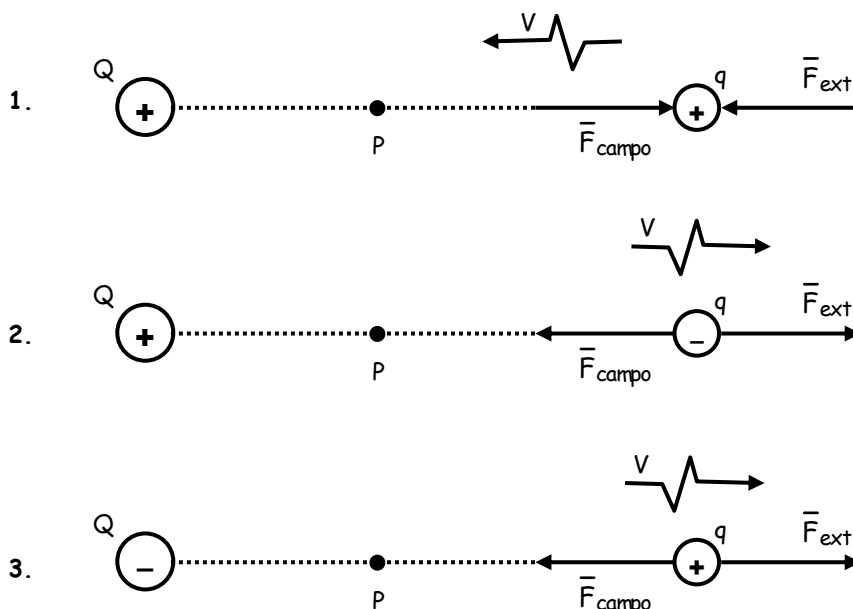 V
Q
q
F̅ext
1.
+
+
P
F̅campo
V
Q
q
F̅ext
2.
+
–
P
F̅campo
V
Q
q
F̅ext
3.
–
+
P
F̅campo